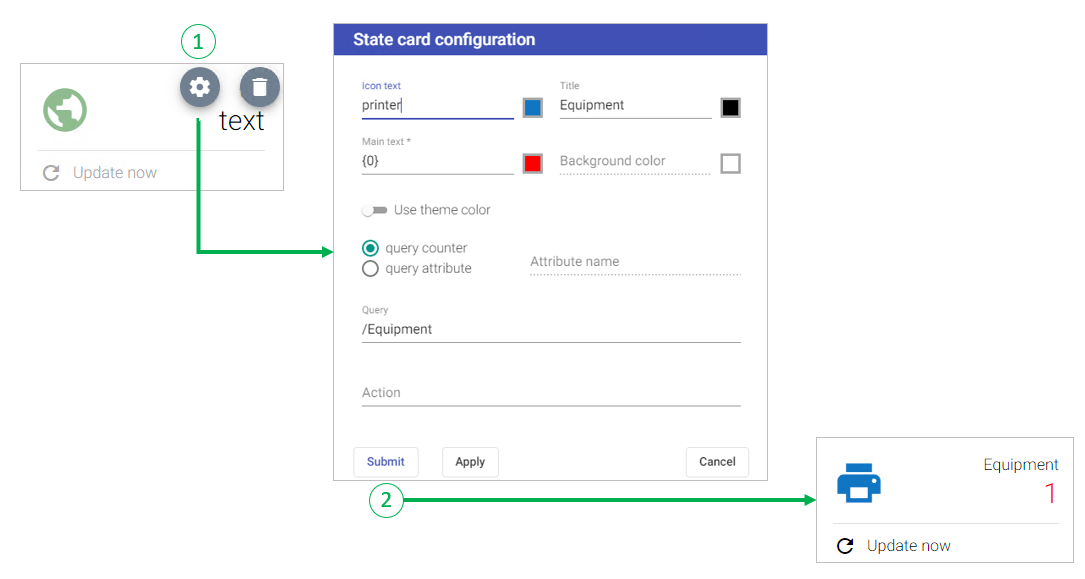 1
text
Update now
State card configuration
Icon text
printer
Title
Equipment
Main text *
{0}
Background color
Use theme color
query counter
query attribute
Attribute name
Query
/Equipment
Action
Submit
Apply
Cancel
2
Equipment
1
Update now